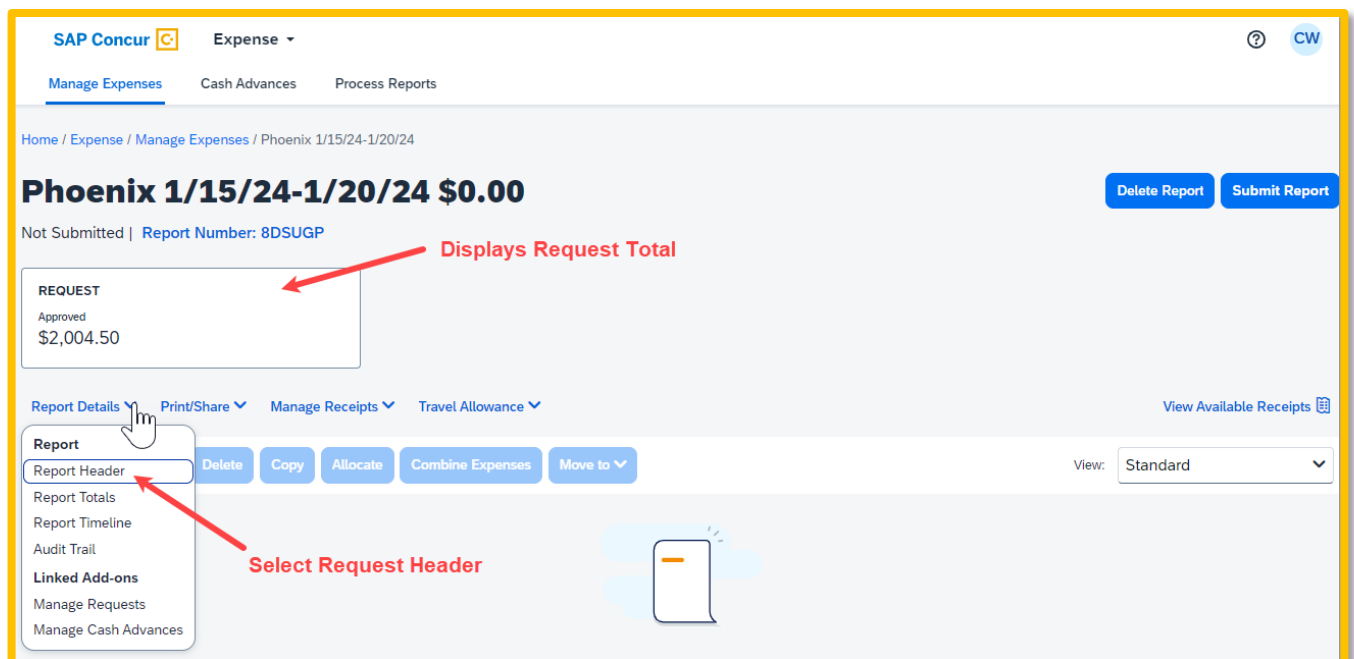 SAP Concur C Expense
CW
Manage Expenses Cash Advances Process Reports
Home / Expense / Manage Expenses / Phoenix 1/15/24-1/20/24
Phoenix 1/15/24-1/20/24 $0.00
Delete Report Submit Report
Not Submitted | Report Number: 8DSUGP
Displays Request Total
REQUEST
Approved
$2,004.50
Report Details Print/Share Manage Receipts Travel Allowance View Available Receipts
Report
Report Header
Delete Copy Allocate Combine Expenses Move to View: Standard
Report Totals
Report Timeline
Audit Trail
Select Request Header
Linked Add-ons
Manage Requests
Manage Cash Advances